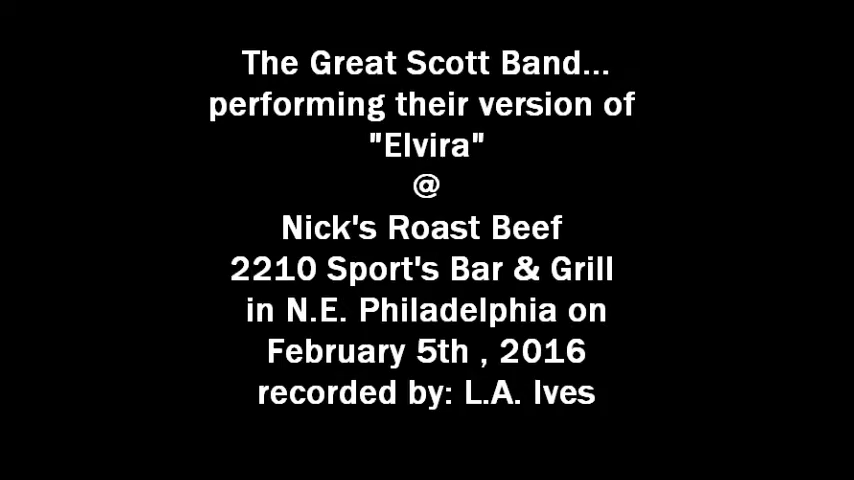 The Great Scott Band...
performing their version of
"Elvira"
@
Nick's Roast Beef
2210 Sport's Bar & Grill
in N.E. Philadelphia on
February 5th , 2016
recorded by: L.A. Ives